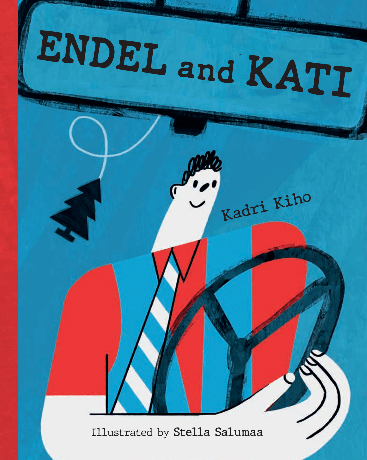 ENDEL and KATI
Kadri Kiho
Illustrated by Stella Salumaa